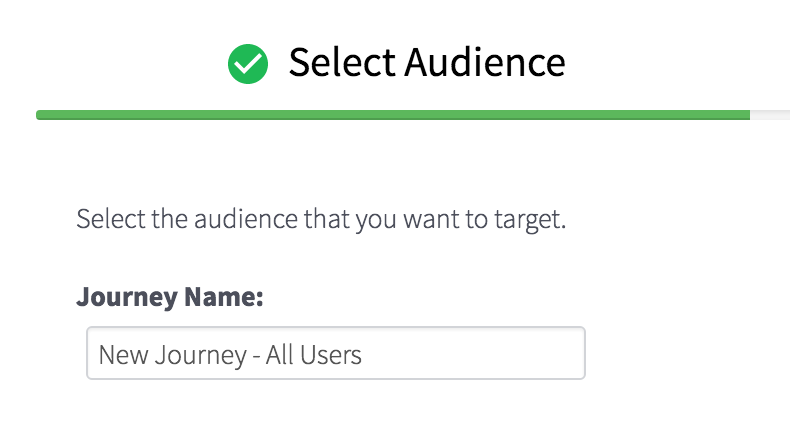 Select Audience
Select the audience that you want to target.
Journey Name:
New Journey - All Users